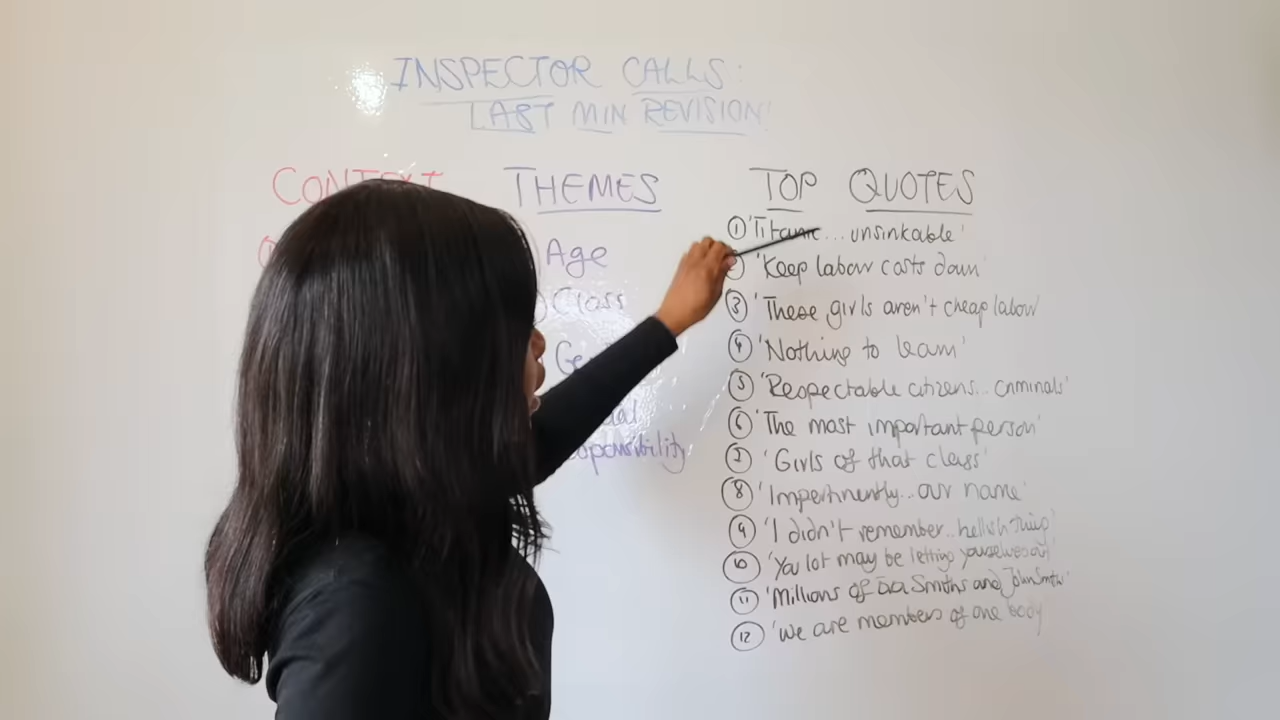 INSPECTOR CALLS:
LAST MIN REVISION!
THEMES
Age
Class
TOP QUOTES
① 'Titanic... unsinkable'
'Keep labour costs down'
③ 'These girls aren't cheap labour
④ 'Nothing to learn'
⑤ 'Respectable citizens... criminals'
⑥ 'The most important person'
⑦ 'Girls of that class'
⑧ 'Impertinently... our name'
⑨ 'I didn't remember.. hellish thing'
⑩ 'You lot may be letting yourselves out'
⑪ 'Millions of Eva Smiths and John Smiths'
⑫ 'We are members of one body